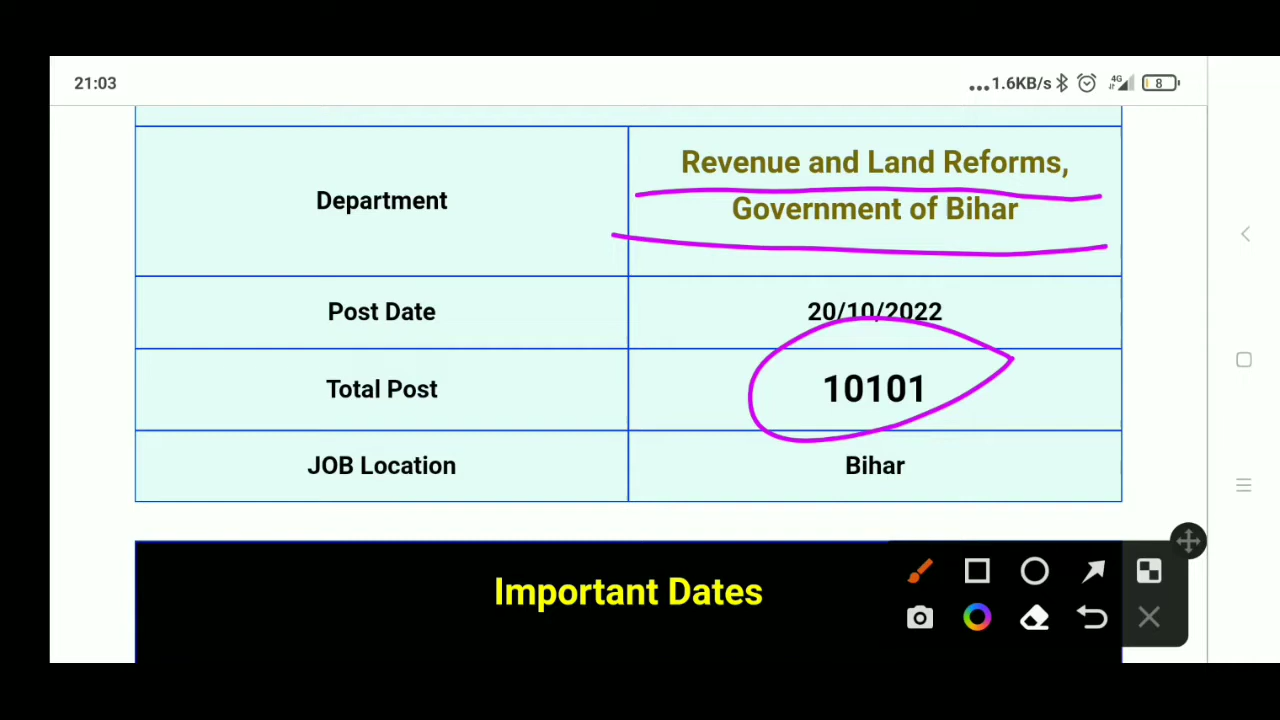 21:03
...1.6KB/s 4G 8
Revenue and Land Reforms,
Department
Government of Bihar
Post Date 20/10/2022
Total Post 10101
JOB Location Bihar
Important Dates